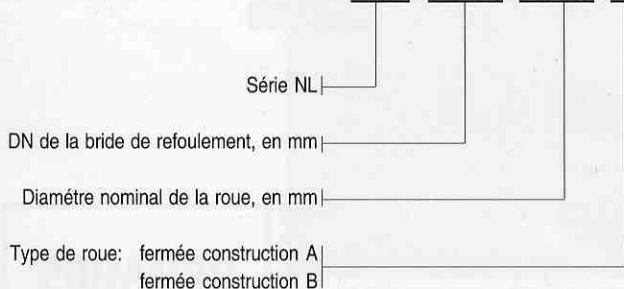 Série NL
DN de la bride de refoulement, en mm
Diamétre nominal de la roue, en mm
Type de roue: fermée construction A
fermée construction B